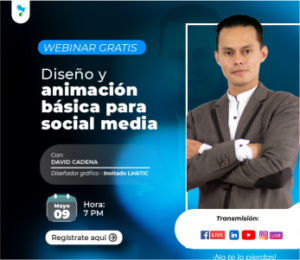 WEBINAR GRATIS
Diseño y
animación
básica para
social media
Con:
DAVID CADENA
Diseñador gráfico - Invitado LinkTIC
Mayo
09
Hora:
7 PM
Regístrate aquí
Transmisión:
LIVE
LIVE
¡No te lo pierdas!